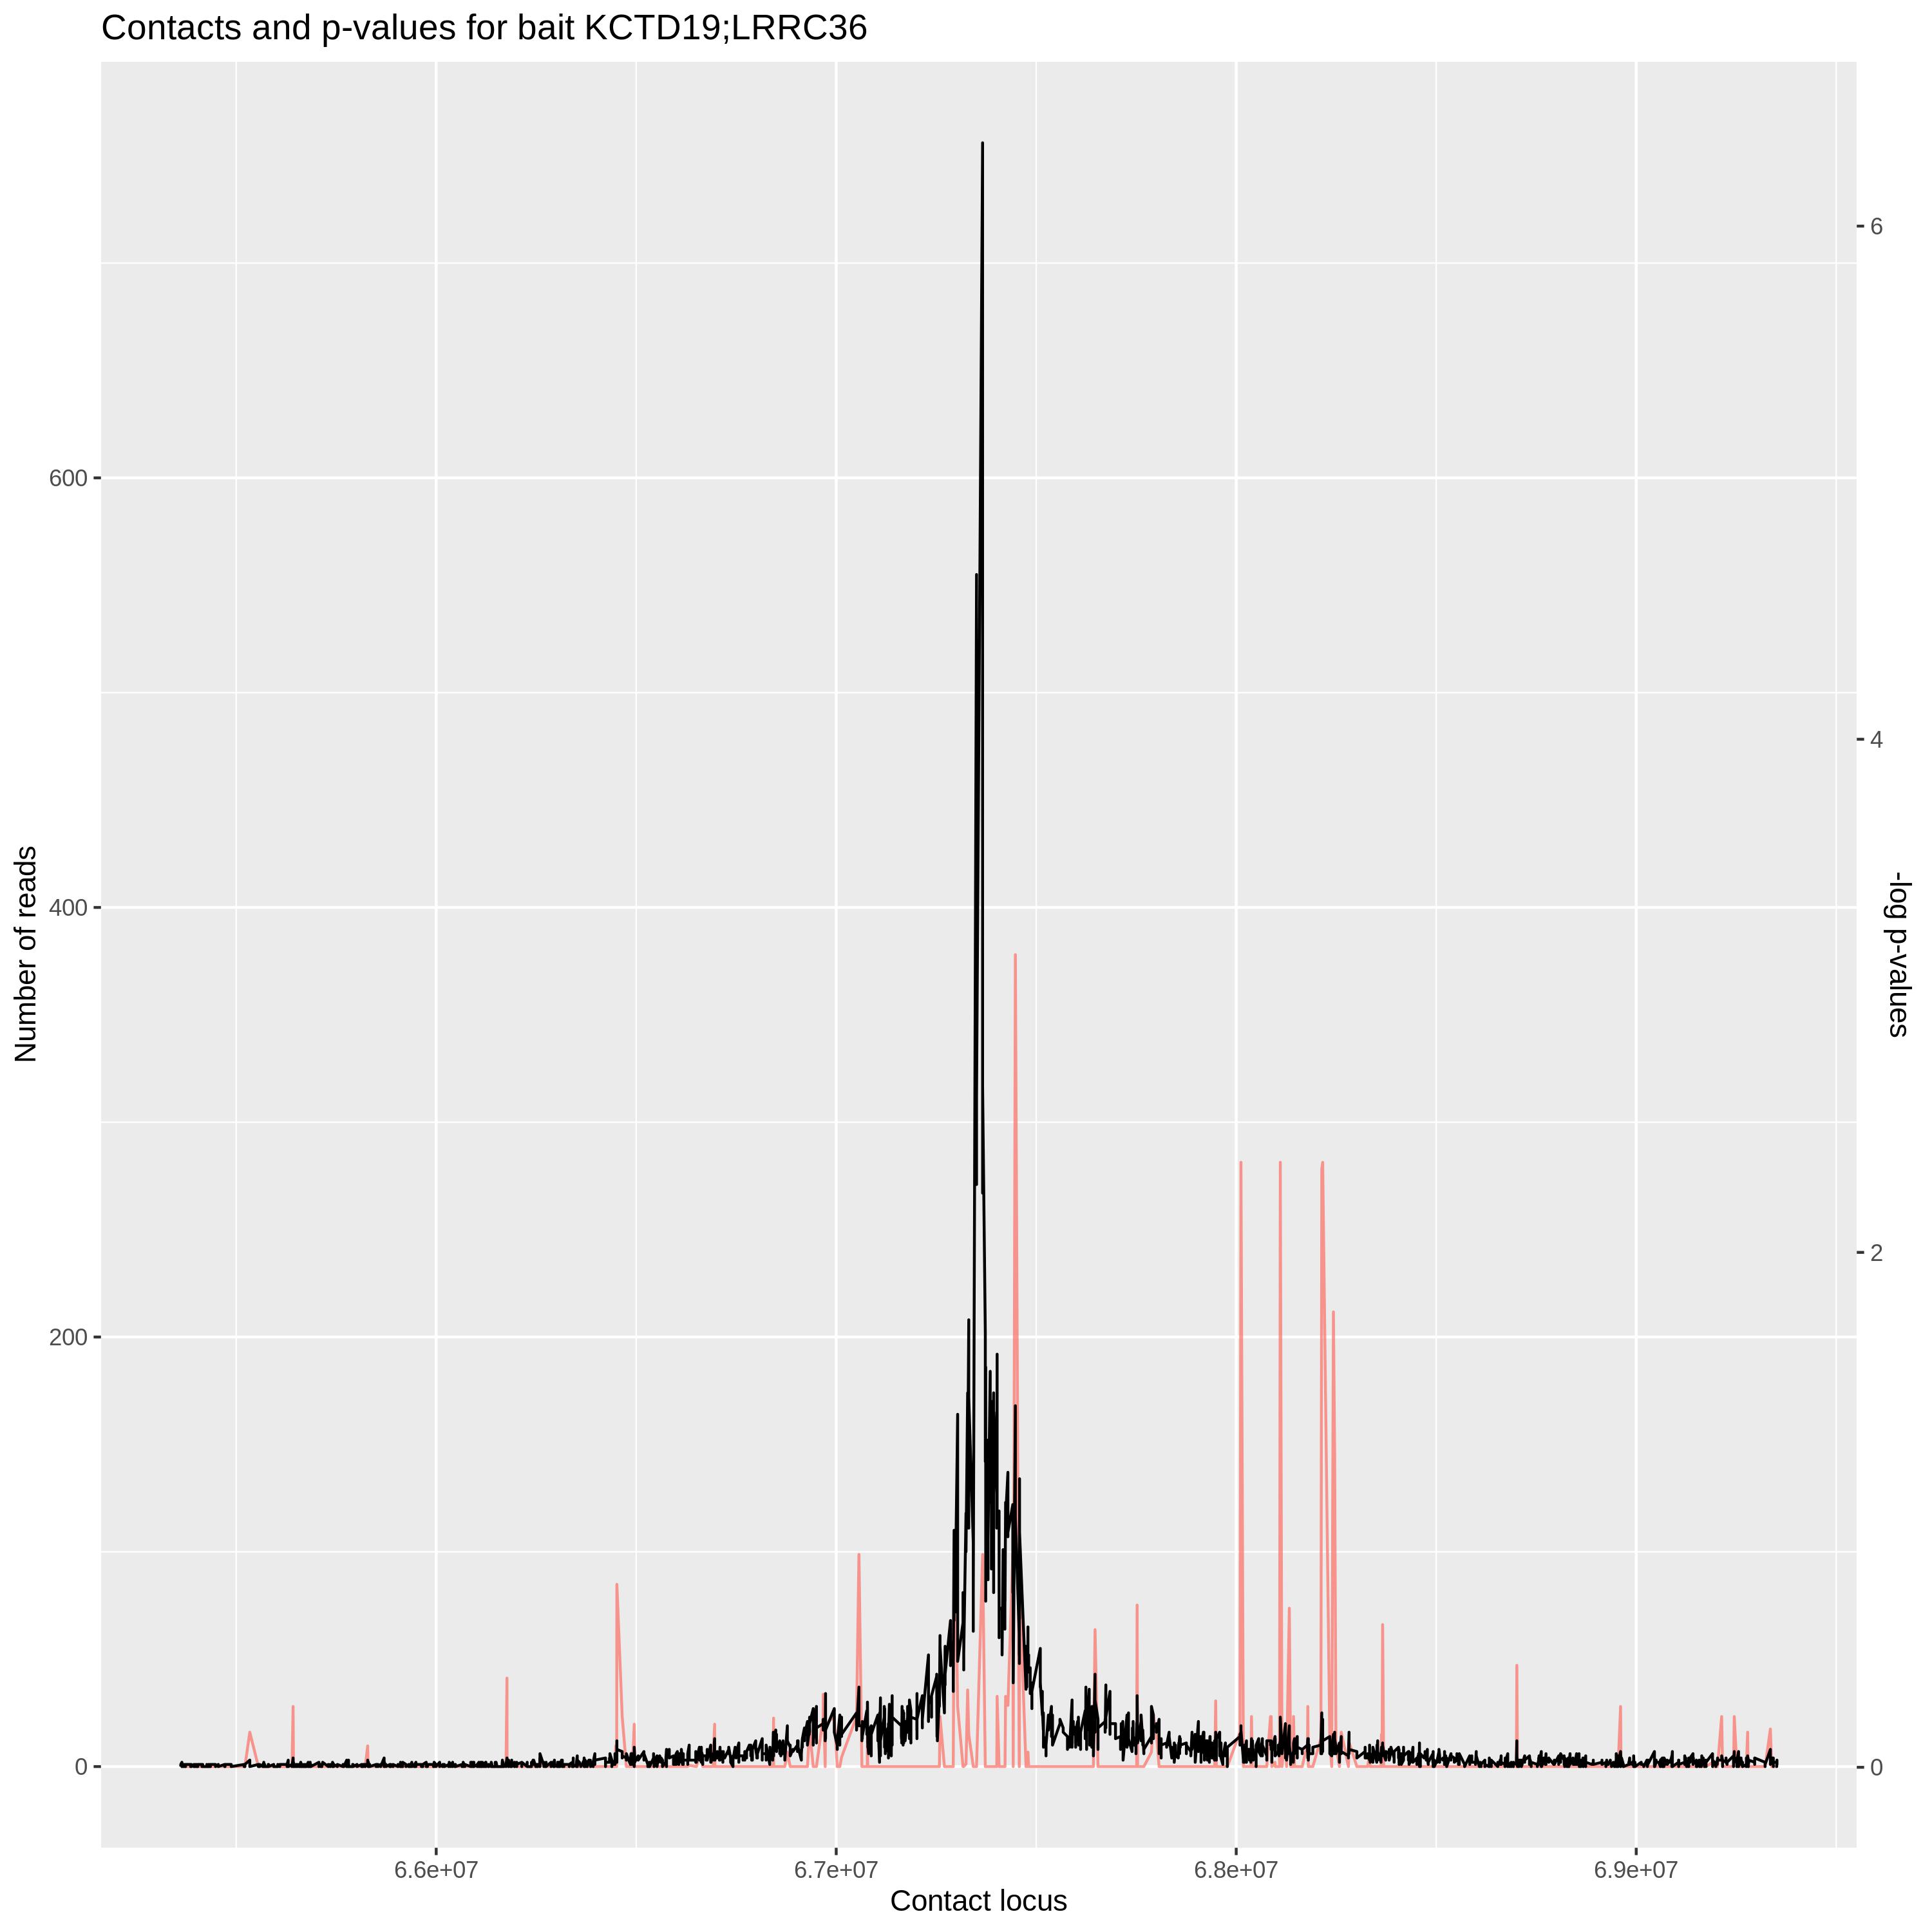 Contacts and p-values for bait KCTD19;LRRC36
6
600
4
400
Number of reads
-log p-values
2
200
0
0
6.6e+07 6.7e+07 6.8e+07 6.9e+07
Contact locus